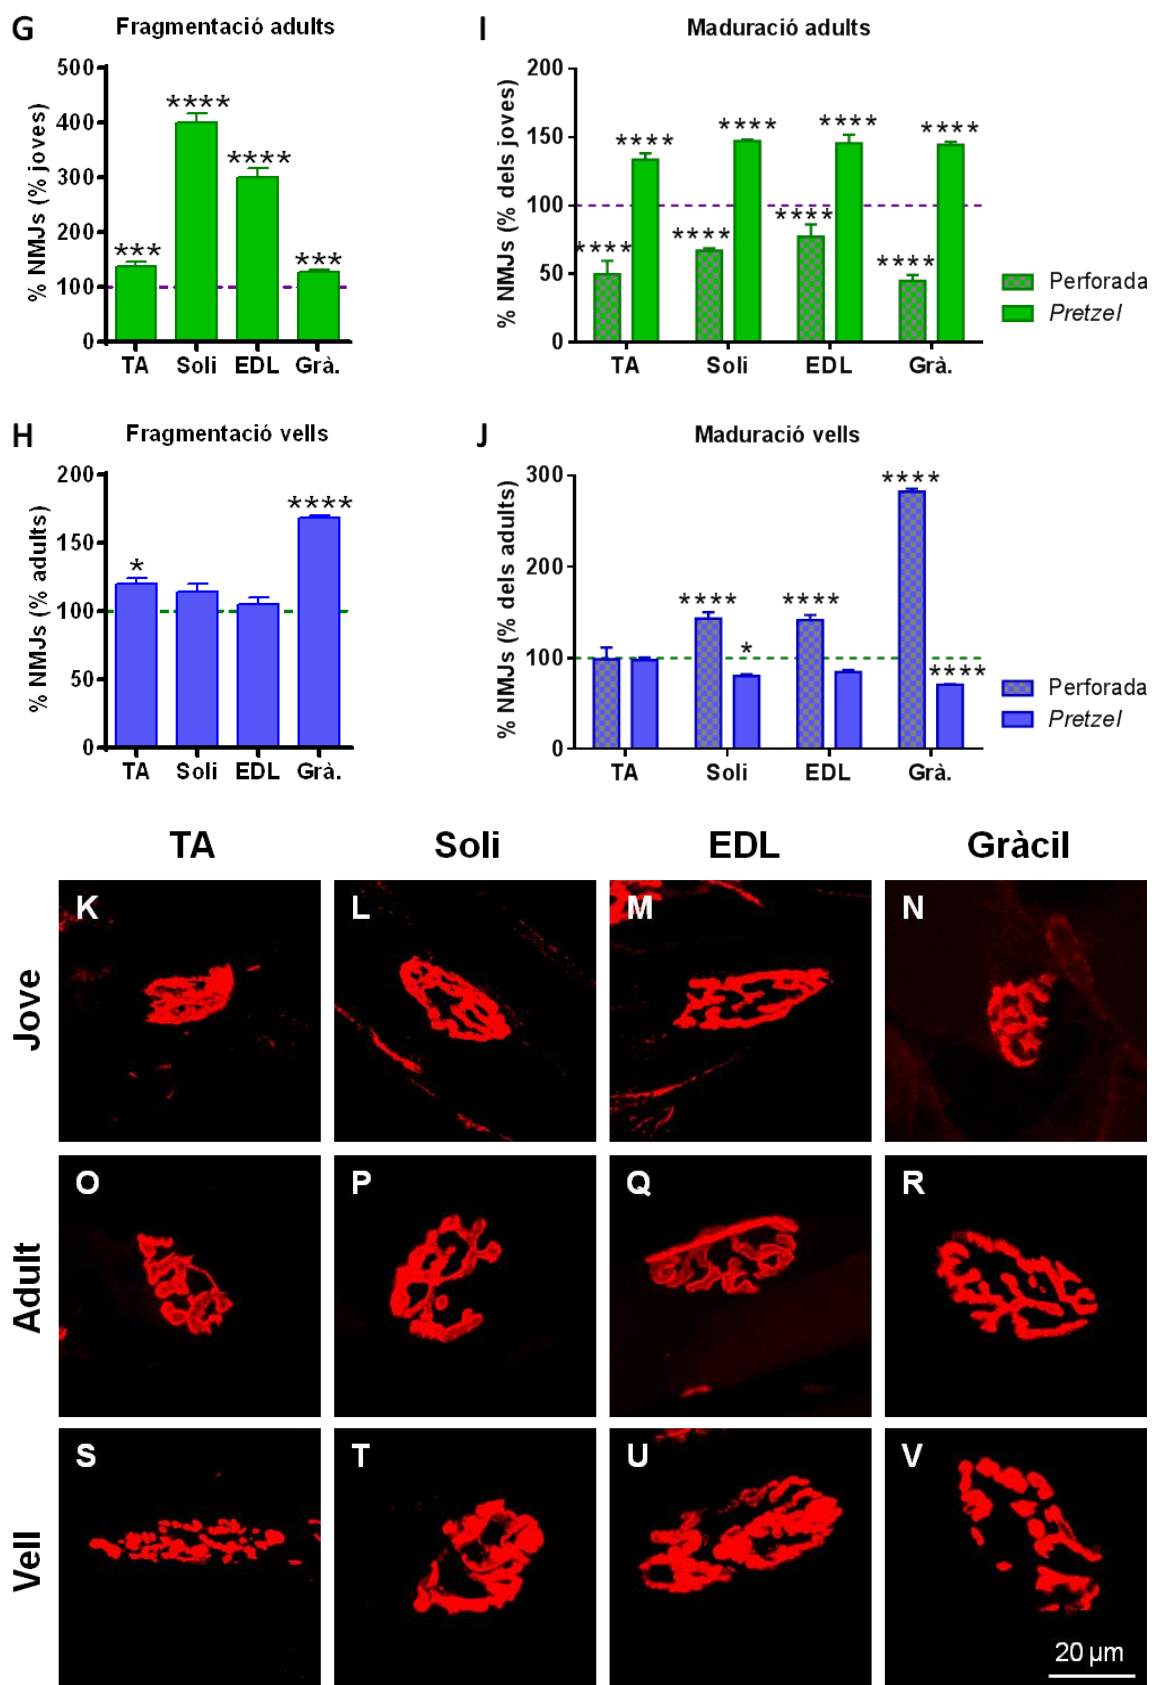 G
Fragmentació adults
% NMJs (% joves)
500
400
300
200
100
0
***
****
****
***
TA Soli EDL Grà.
I
Maduració adults
% NMJs (% dels joves)
200
150
100
50
0
****
****
****
****
****
****
****
****
TA Soli EDL Grà.
Perforada
Pretzel
H
Fragmentació vells
% NMJs (% adults)
200
150
100
50
0
*
****
TA Soli EDL Grà.
J
Maduració vells
% NMJs (% dels adults)
300
200
100
0
****
*
****
****
****
TA Soli EDL Grà.
Perforada
Pretzel
TA Soli EDL Gràcil
Jove
K L M N
Adult
O P Q R
Vell
S T U V
20 µm